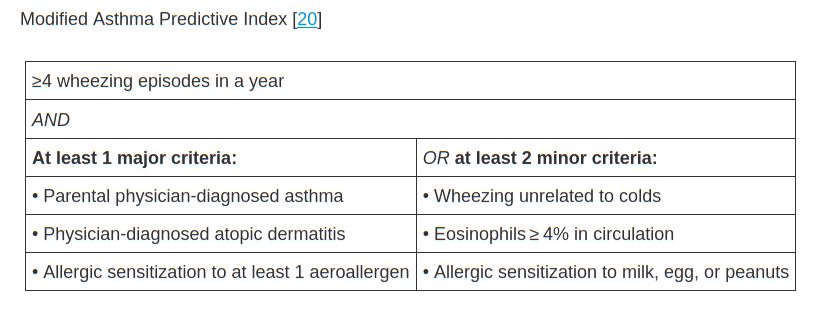 Modified Asthma Predictive Index [20]
≥4 wheezing episodes in a year
AND
At least 1 major criteria: OR at least 2 minor criteria:
• Parental physician-diagnosed asthma • Wheezing unrelated to colds
• Physician-diagnosed atopic dermatitis • Eosinophils ≥ 4% in circulation
• Allergic sensitization to at least 1 aeroallergen • Allergic sensitization to milk, egg, or peanuts